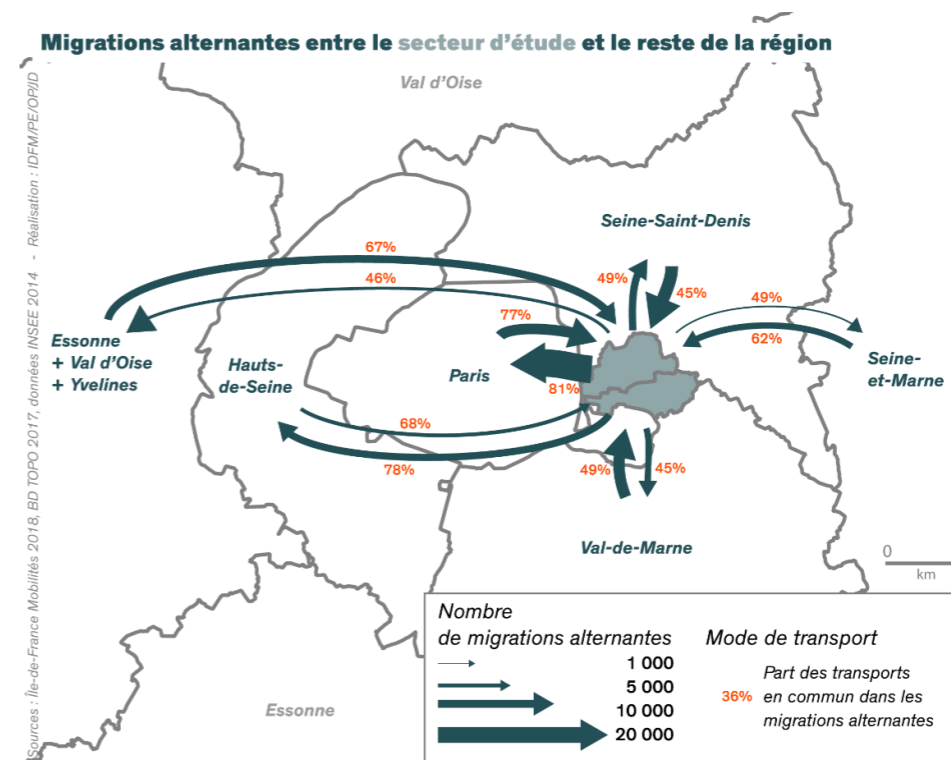 Migrations alternantes entre le secteur d'étude et le reste de la région
Val d'Oise
Sources : Île-de-France Mobilités 2018, BD TOPO 2017, données INSEE 2014 - Réalisation : IDFM/PE/OP/ID
Seine-Saint-Denis
67%
46%
49%
45%
49%
77%
62%
Essonne
+ Val d'Oise
+ Yvelines
Hauts-
de-Seine
Paris
Seine-
et-Marne
81%
68%
78%
49%
45%
Val-de-Marne
0
km
Essonne
Nombre
de migrations alternantes
1 000
5 000
10 000
20 000
Mode de transport
36%
Part des transports
en commun dans les
migrations alternantes